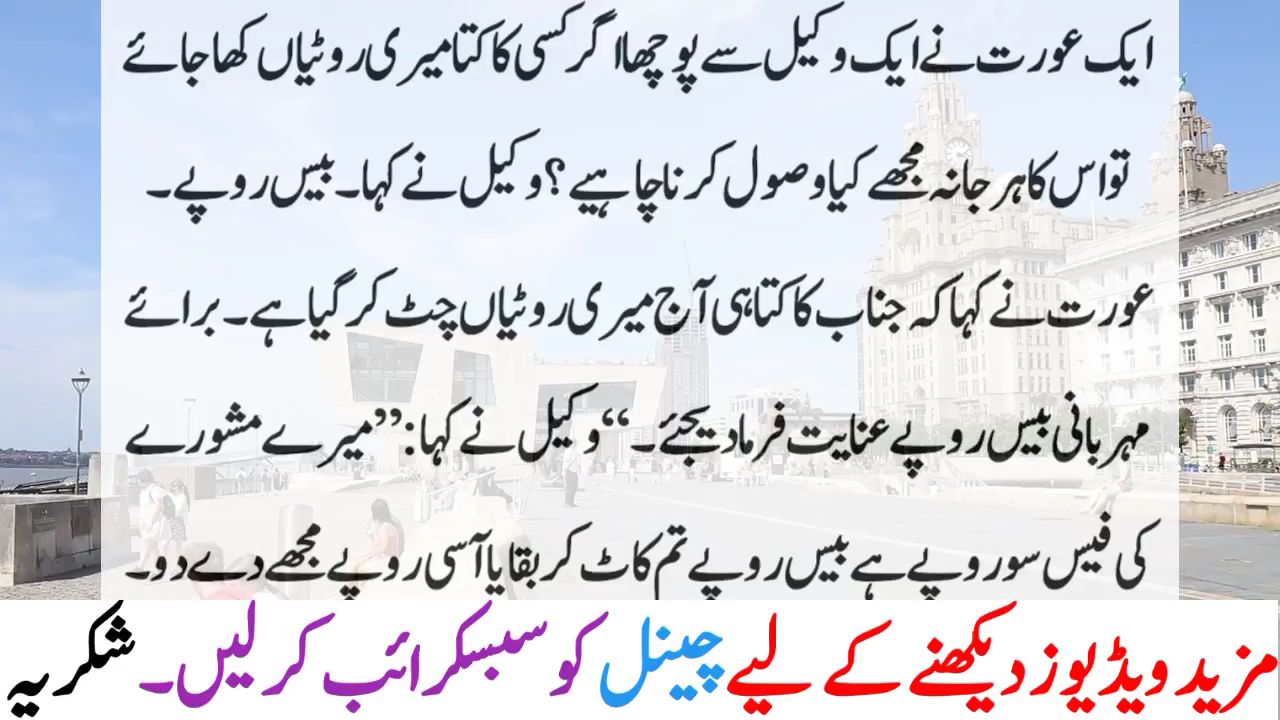 ایک عورت نے ایک وکیل سے پوچھا اگر کسی کا کتا میری روٹیاں کھا جائے
تو اس کا ہرجانہ مجھے کیا وصول کرنا چاہیے ؟ وکیل نے کہا۔ بیس روپے۔
عورت نے کہا کہ جناب کا کتا ہی آج میری روٹیاں چٹ کر گیا ہے۔ برائے
مہربانی بیس روپے عنایت فرما دیجئے۔“ وکیل نے کہا: ”میرے مشورے
کی فیس سو روپے ہے بیس روپے تم کاٹ کر بقایا آسی روپے مجھے دے دو۔
مزید ویڈیوز دیکھنے کے لیے چینل کو سبسکرائب کر لیں۔ شکریہ